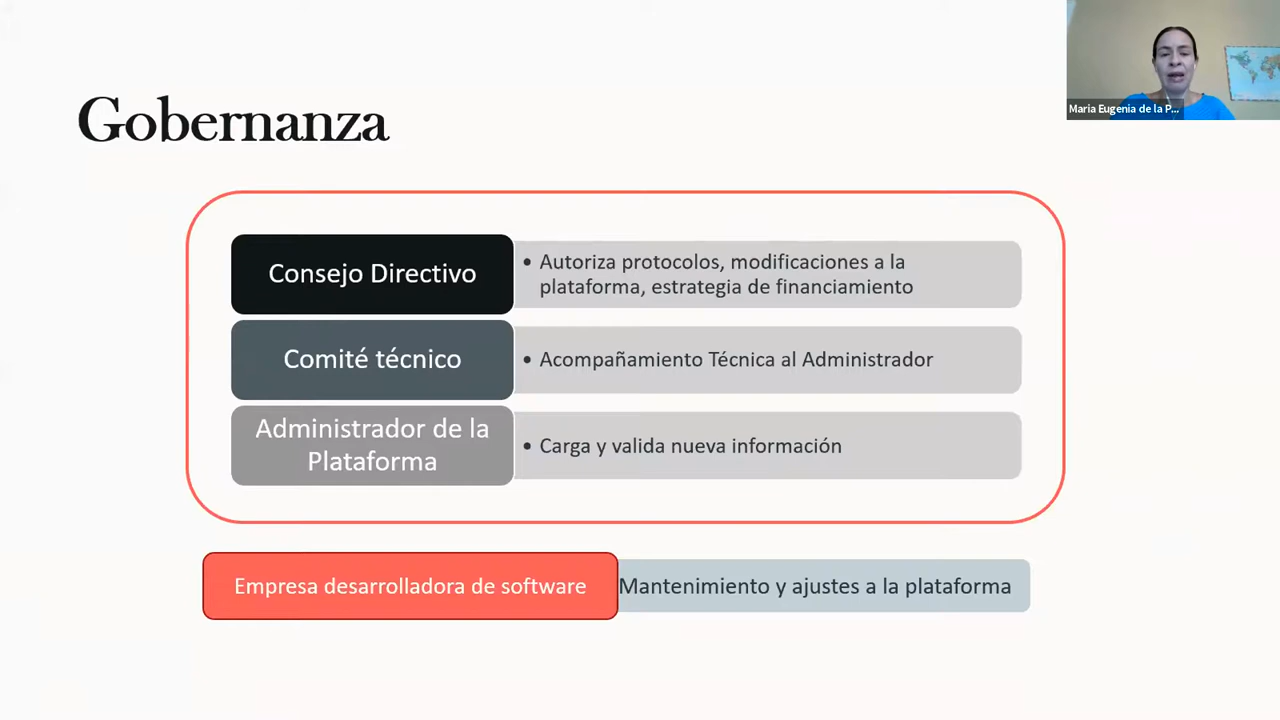 Gobernanza
Maria Eugenia de la P...
Consejo Directivo
• Autoriza protocolos, modificaciones a la
plataforma, estrategia de financiamiento
Comité técnico
• Acompañamiento Técnica al Administrador
Administrador de la
Plataforma
• Carga y valida nueva información
Empresa desarrolladora de software
Mantenimiento y ajustes a la plataforma